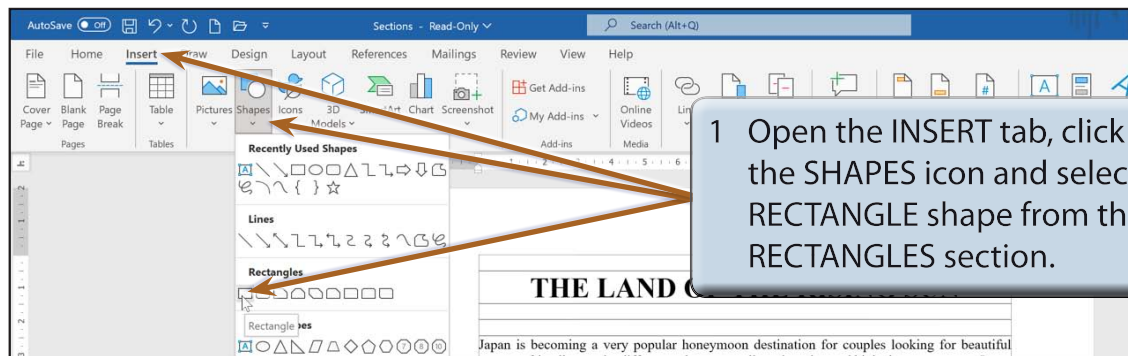 AutoSave Off Sections - Read-Only Search (Alt+Q)
File Home Insert Draw Design Layout References Mailings Review View Help
Cover Page Blank Page Page Break Table Pictures Shapes Icons 3D Models Chart Screenshot Get Add-ins My Add-ins Online Videos
Pages Tables Add-ins Media
Recently Used Shapes
Lines
Rectangles
Rectangle
1 Open the INSERT tab, click
the SHAPES icon and selec
RECTANGLE shape from th
RECTANGLES section.
THE LAND
Japan is becoming a very popular honeymoon destination for couples looking for beautiful